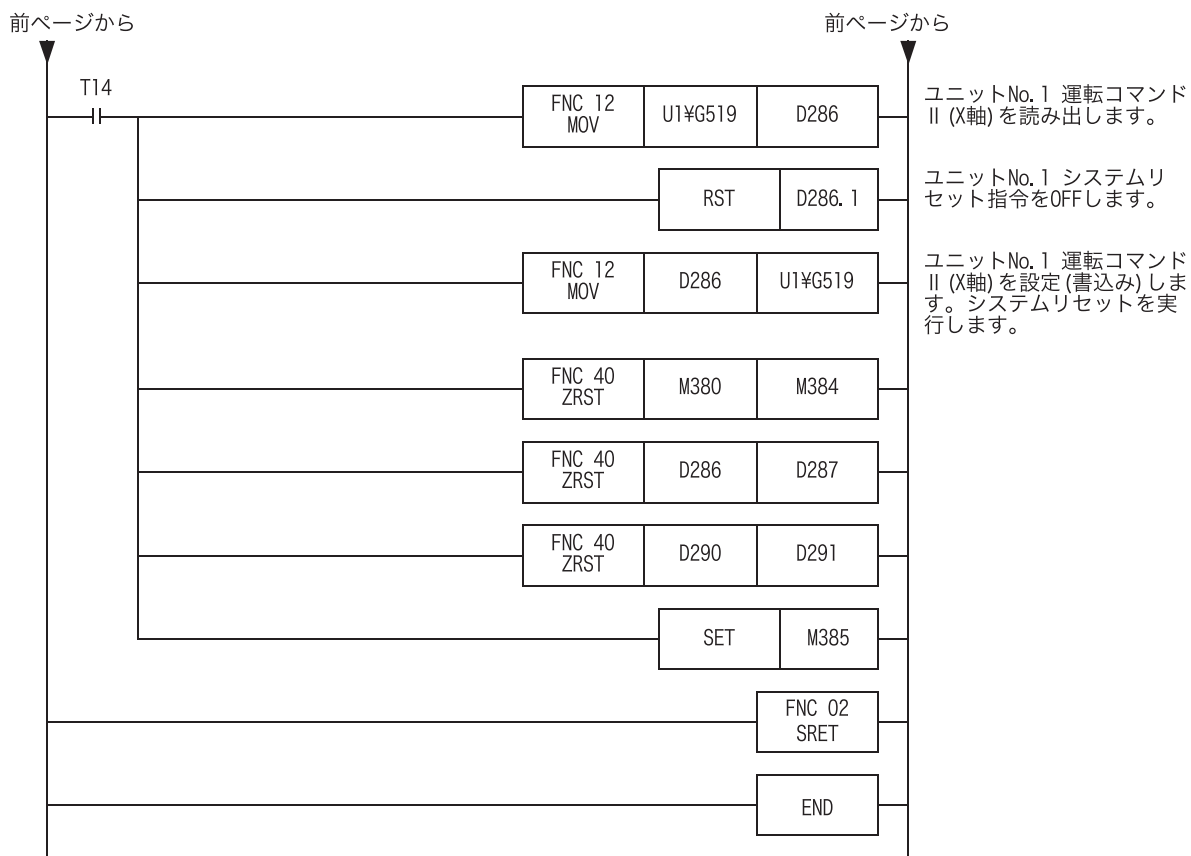 前ページから
前ページから
T14
FNC 12
MOV
U1¥G519
D286
ユニットNo.1 運転コマンド
Ⅱ(X軸)を読み出します。
RST
D286.1
ユニットNo.1 システムリ
セット指令をOFFします。
FNC 12
MOV
D286
U1¥G519
ユニットNo.1 運転コマンド
Ⅱ(X軸)を設定(書込み)しま
す。システムリセットを実
行します。
FNC 40
ZRST
M380
M384
FNC 40
ZRST
D286
D287
FNC 40
ZRST
D290
D291
SET
M385
FNC 02
SRET
END